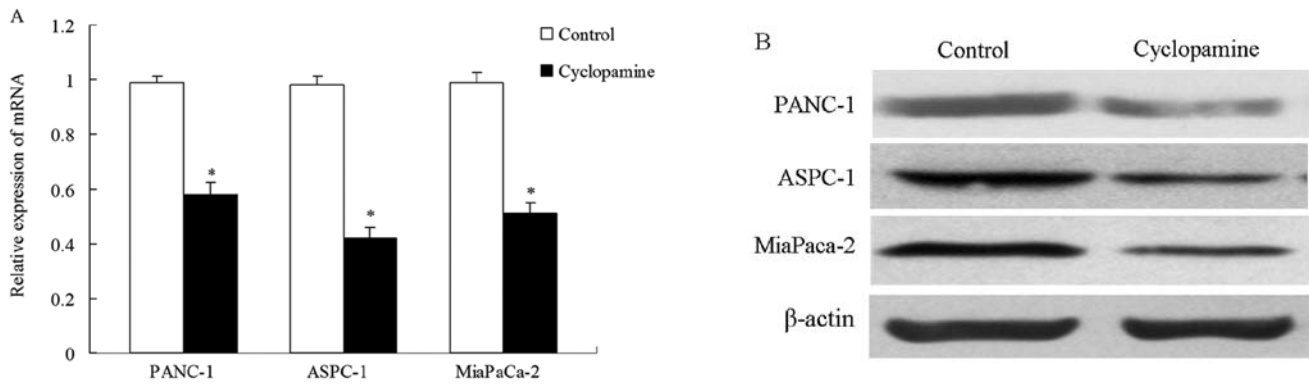 A
Relative expression of mRNA
1.2
1
0.8
0.6
0.4
0.2
0
Control
Cyclopamine
*
*
*
PANC-1
ASPC-1
MiaPaCa-2
B
Control
Cyclopamine
PANC-1
ASPC-1
MiaPaca-2
β-actin